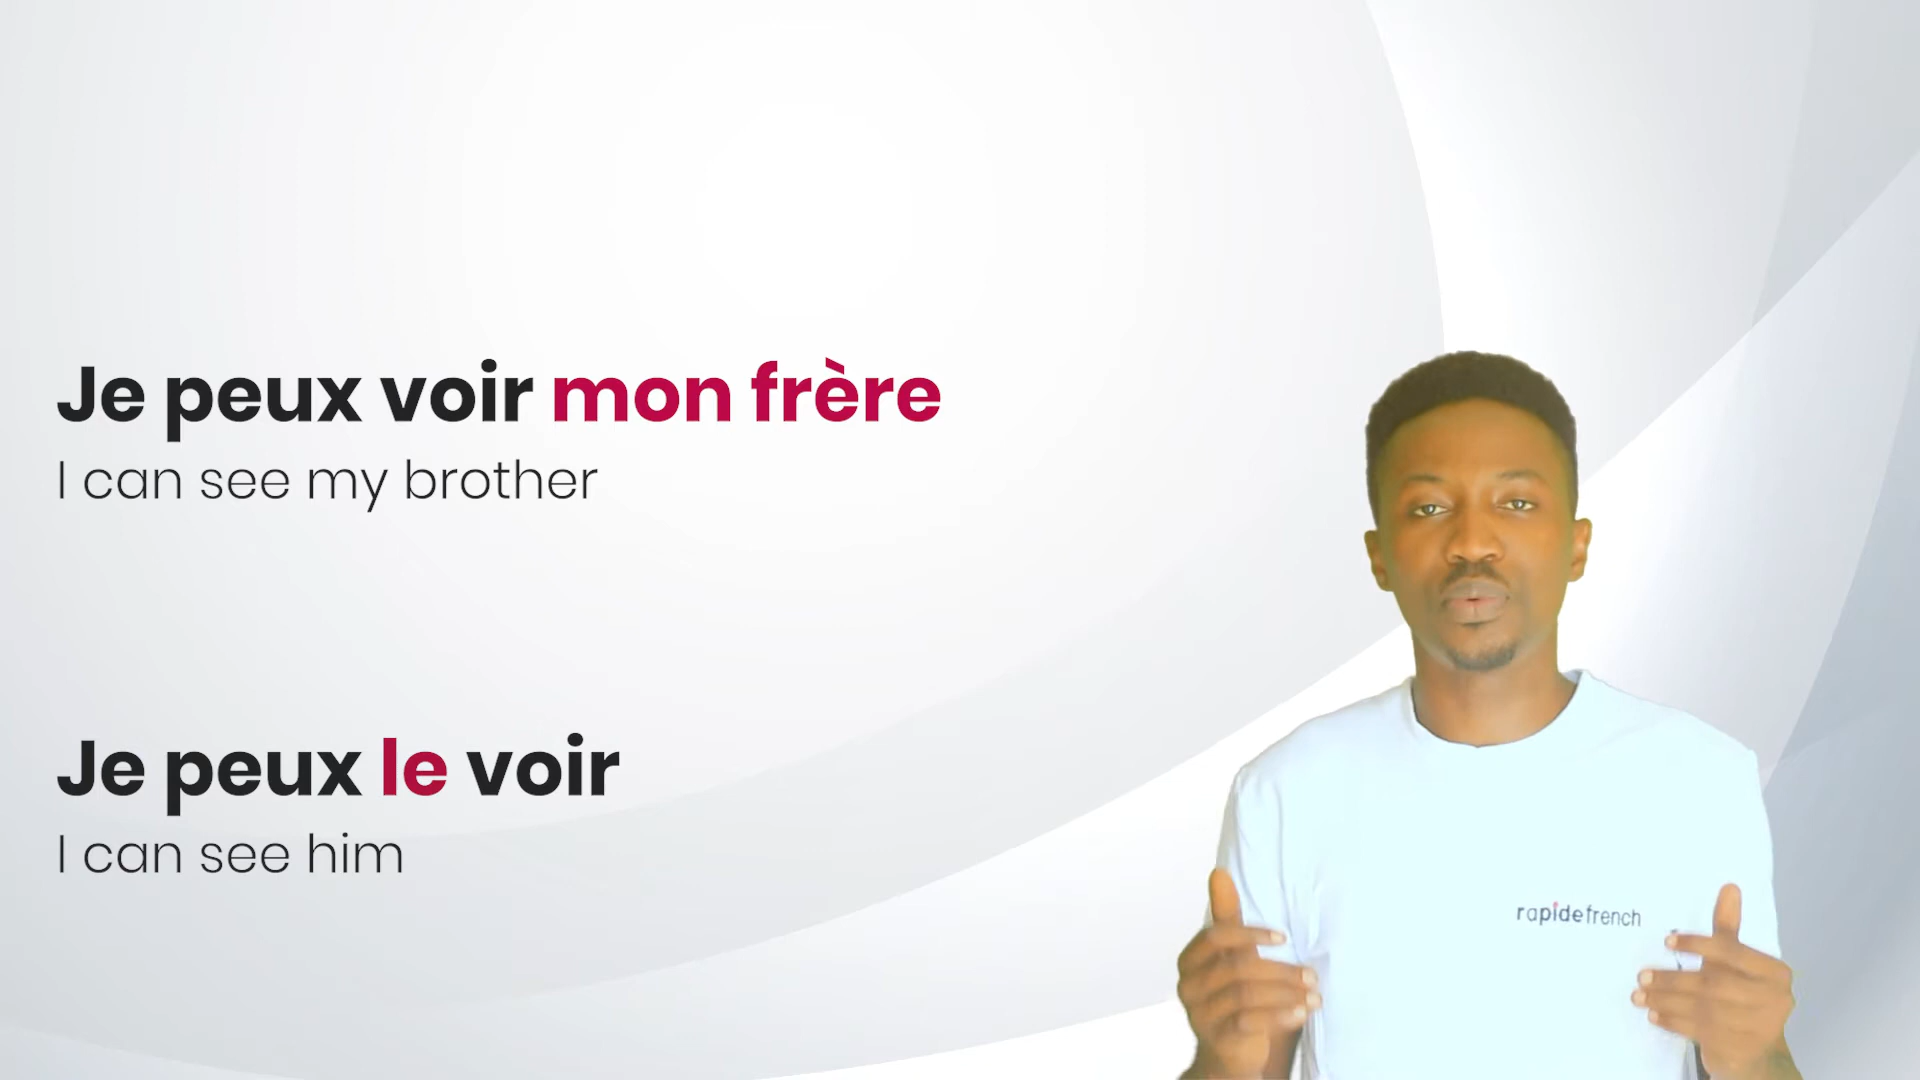 Je peux voir mon frère
I can see my brother
Je peux le voir
I can see him
rapidefrench